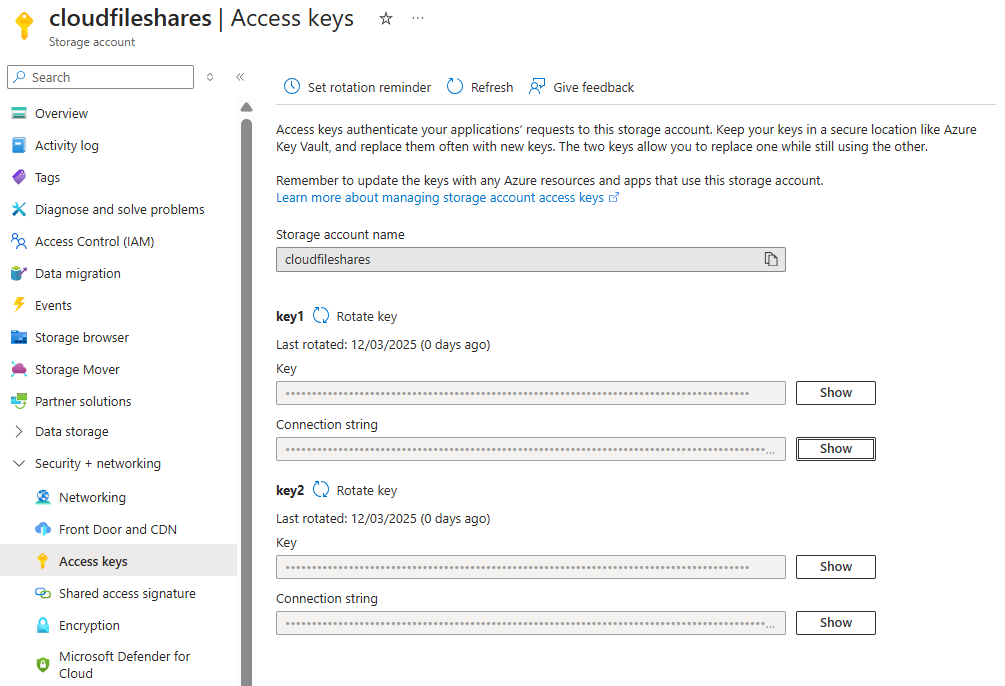 cloudfileshares | Access keys
Storage account
Search
Overview
Activity log
Tags
Diagnose and solve problems
Access Control (IAM)
Data migration
Events
Storage browser
Storage Mover
Partner solutions
Data storage
Security + networking
Networking
Front Door and CDN
Access keys
Shared access signature
Encryption
Microsoft Defender for
Cloud
Set rotation reminder
Refresh
Give feedback
Access keys authenticate your applications' requests to this storage account. Keep your keys in a secure location like Azure
Key Vault, and replace them often with new keys. The two keys allow you to replace one while still using the other.
Remember to update the keys with any Azure resources and apps that use this storage account.
Learn more about managing storage account access keys
Storage account name
cloudfileshares
key1 Rotate key
Last rotated: 12/03/2025 (0 days ago)
Key
Show
Connection string
Show
key2 Rotate key
Last rotated: 12/03/2025 (0 days ago)
Key
Show
Connection string
Show